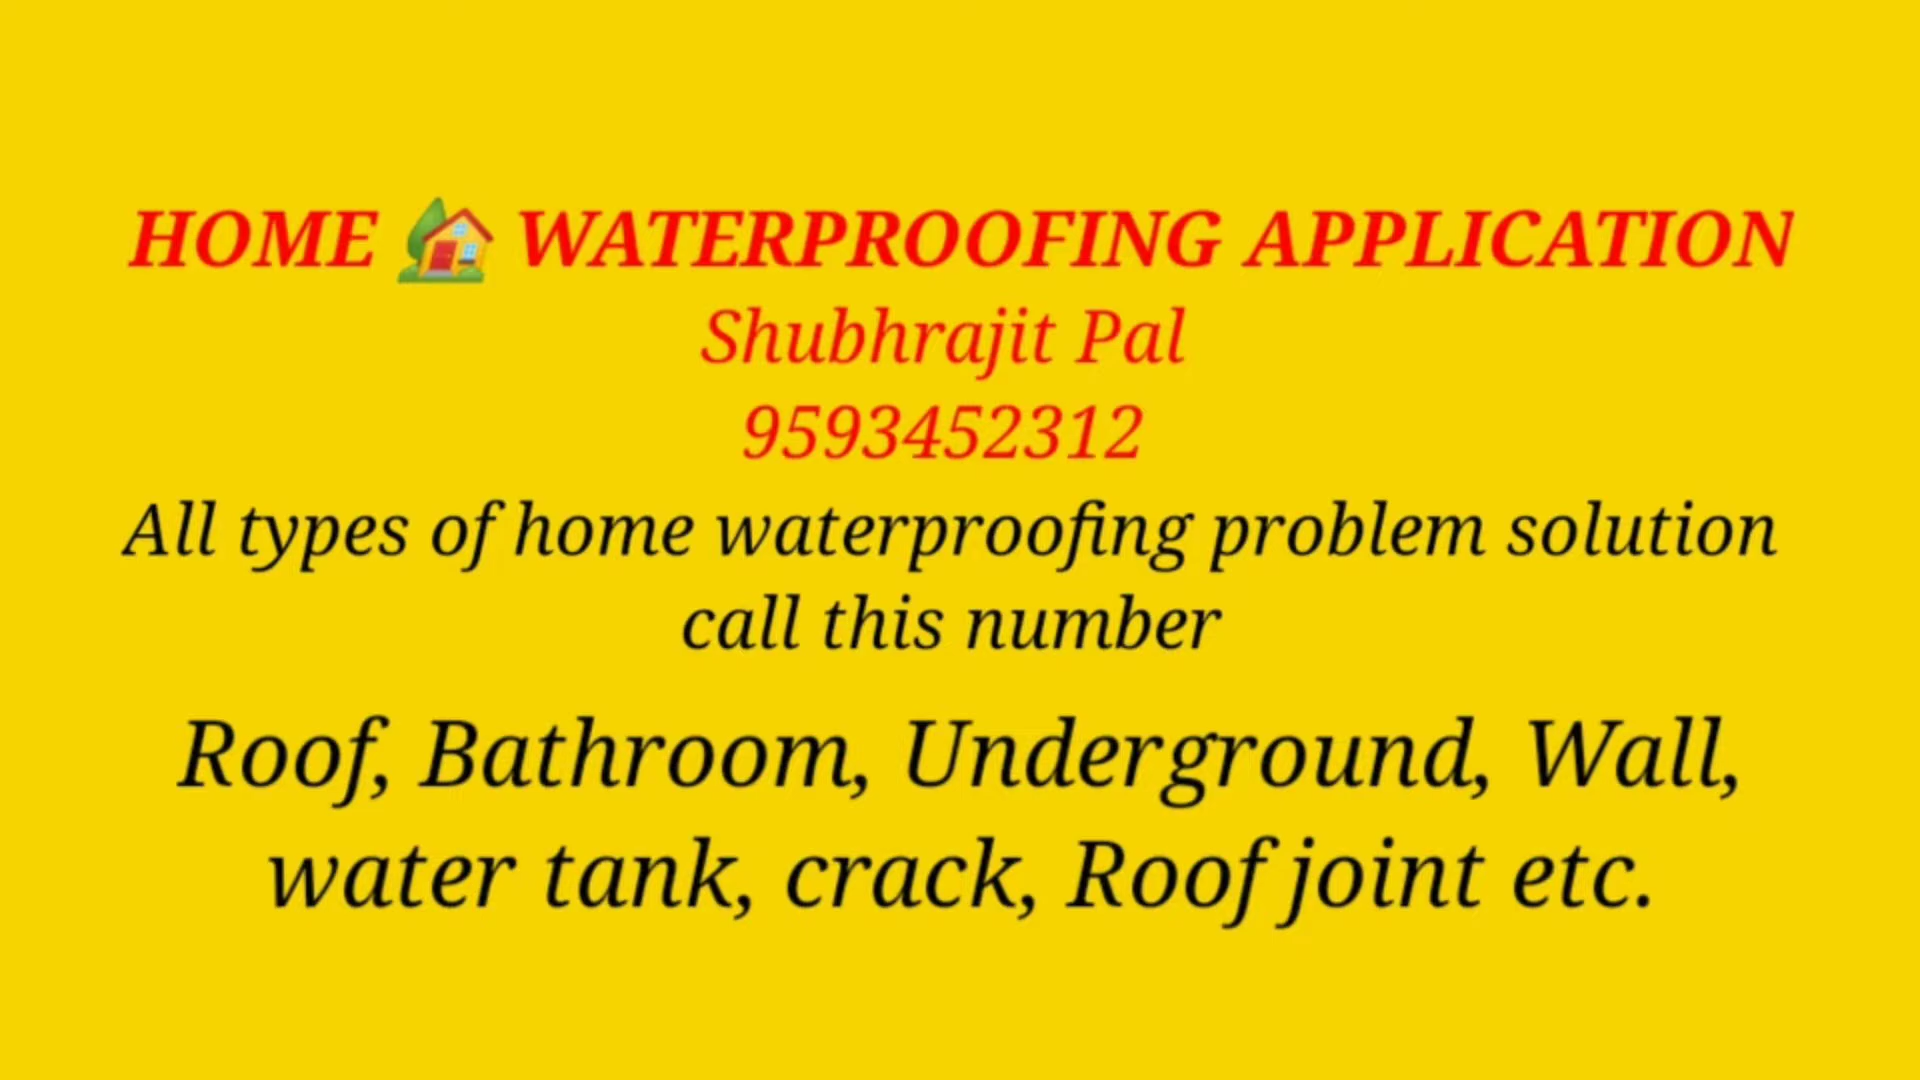 HOME 🏡 WATERPROOFING APPLICATION
Shubhrajit Pal
9593452312
All types of home waterproofing problem solution
call this number
Roof, Bathroom, Underground, Wall,
water tank, crack, Roof joint etc.